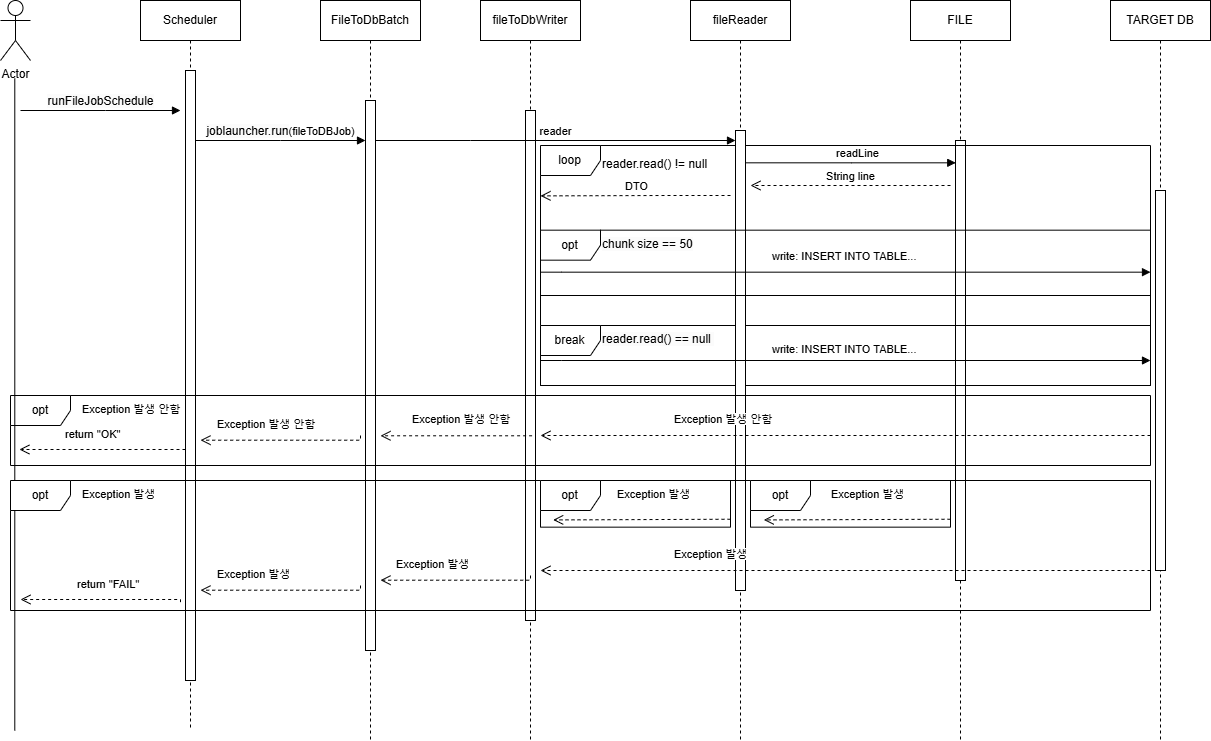 Scheduler
FileToDbBatch
fileToDbWriter
fileReader
FILE
TARGET DB
Actor
runFileJobSchedule
joblauncher.run(fileToDBJob)
reader
loop
reader.read() != null
readLine
String line
DTO
opt
chunk size == 50
write: INSERT INTO TABLE...
break
reader.read() == null
write: INSERT INTO TABLE...
opt
Exception 발생 안함
Exception 발생 안함
Exception 발생 안함
Exception 발생 안함
return "OK"
opt
Exception 발생
opt
Exception 발생
opt
Exception 발생
Exception 발생
Exception 발생
Exception 발생
return "FAIL"